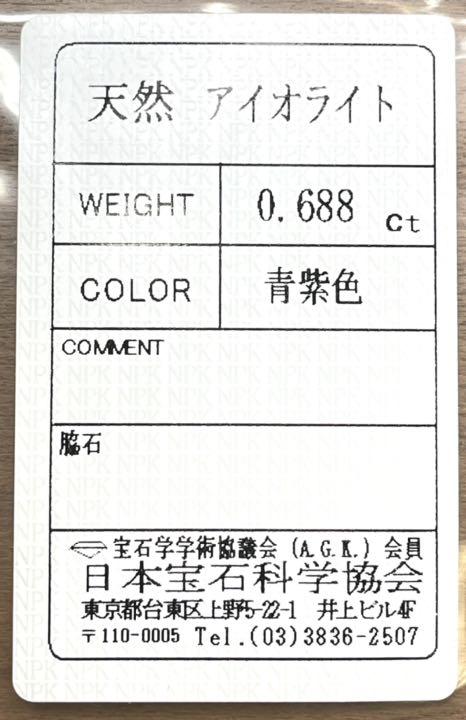 天然 アイオライト
WEIGHT 0.688 ct
COLOR 青紫色
COMMENT
脇石
宝石学学術協議会 (A.G.K.) 会員
日本宝石科学協会
東京都台東区上野5-22-1 井上ビル4F
〒110-0005 Tel.(03)3836-2507